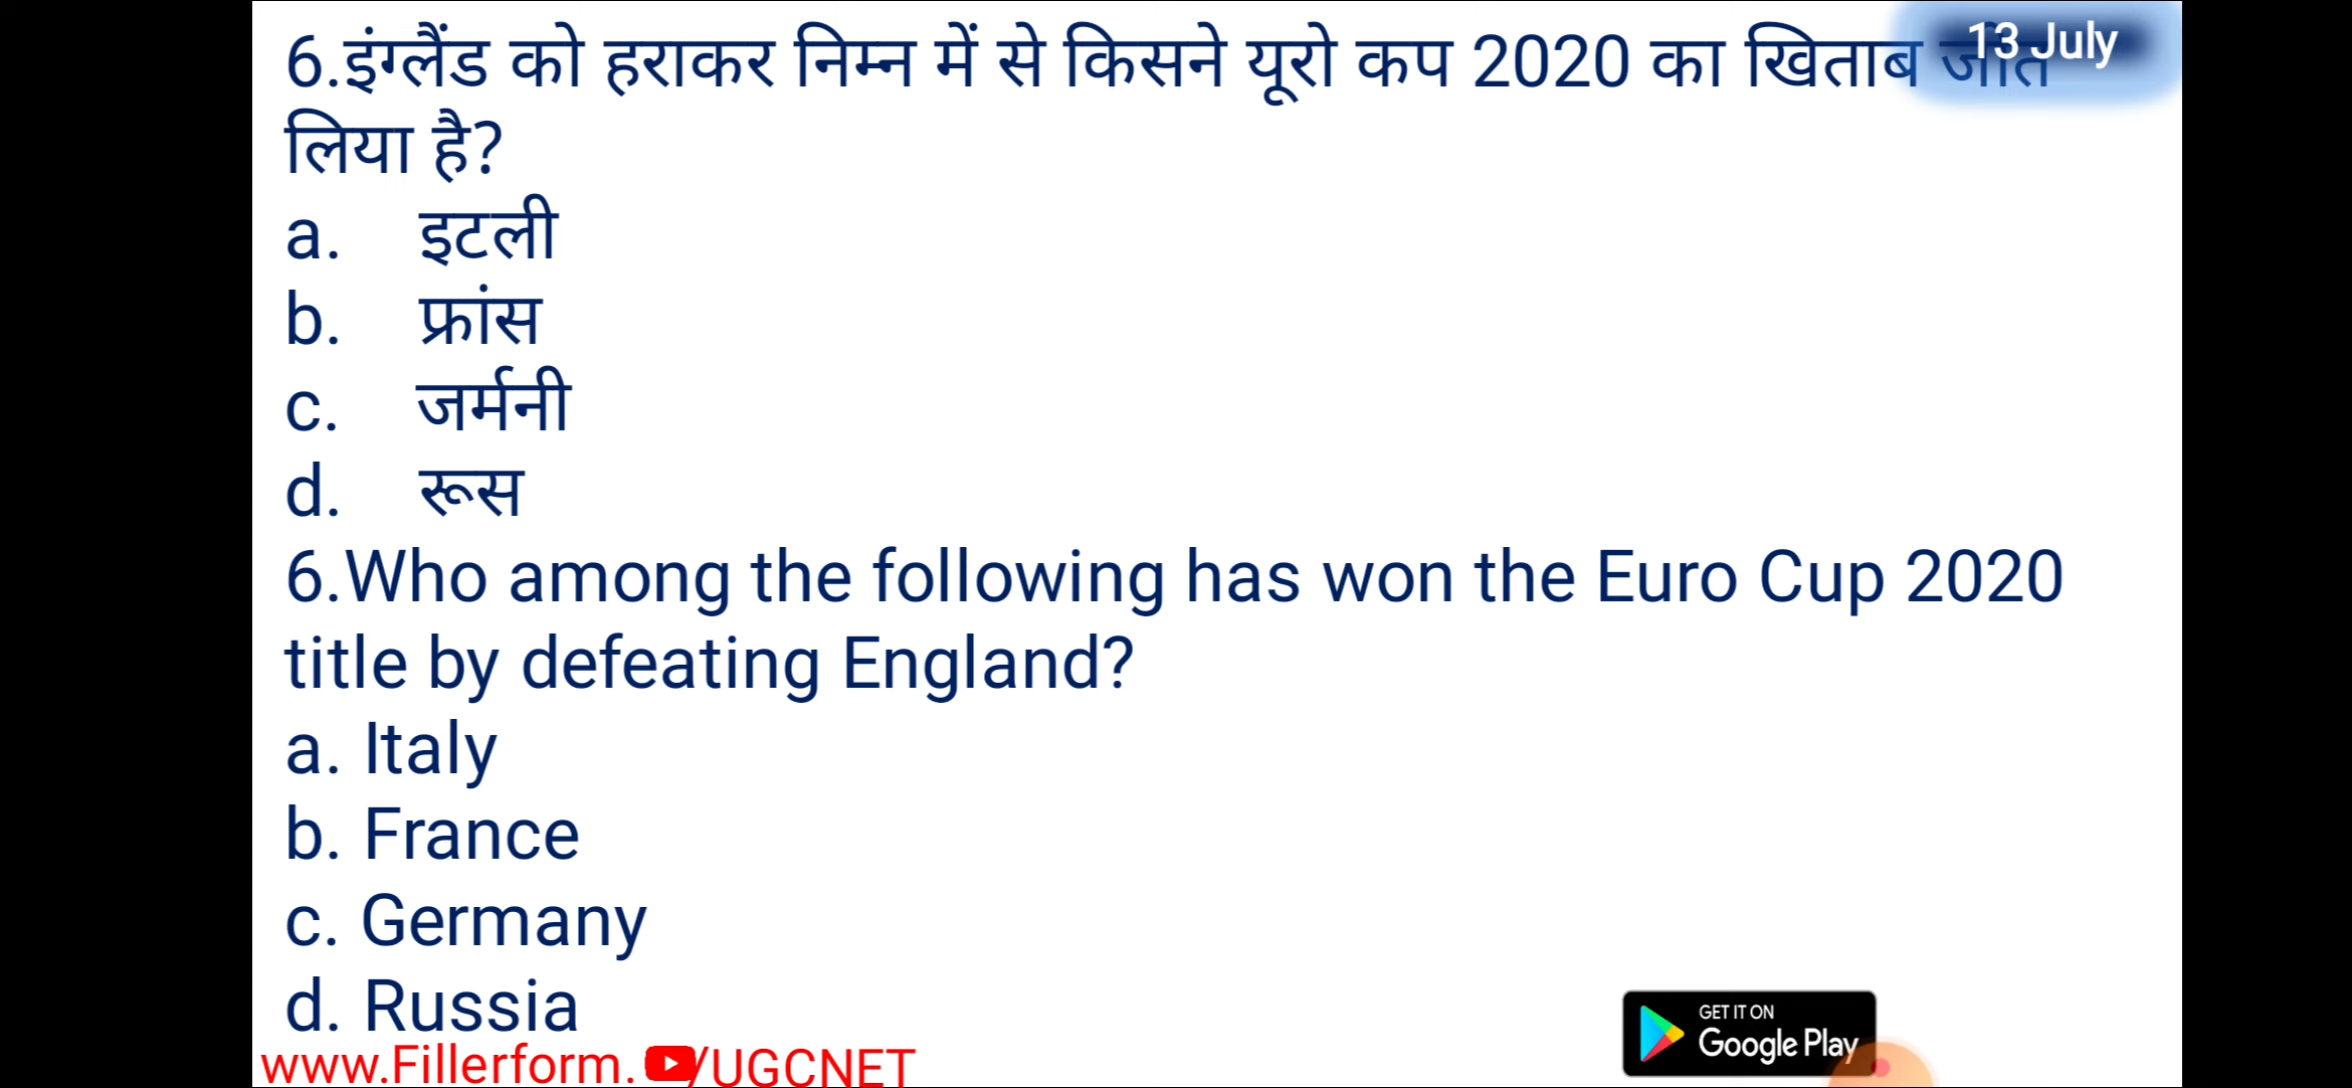 6.इंग्लैंड को हराकर निम्न में से किसने यूरो कप 2020 का खिताब जीत
13 July
लिया है?
a. इटली
b. फ्रांस
c. जर्मनी
d. रूस
6.Who among the following has won the Euro Cup 2020
title by defeating England?
a. Italy
b. France
c. Germany
d. Russia
www.Fillerform. /UGCNET
GET IT ON
Google Play